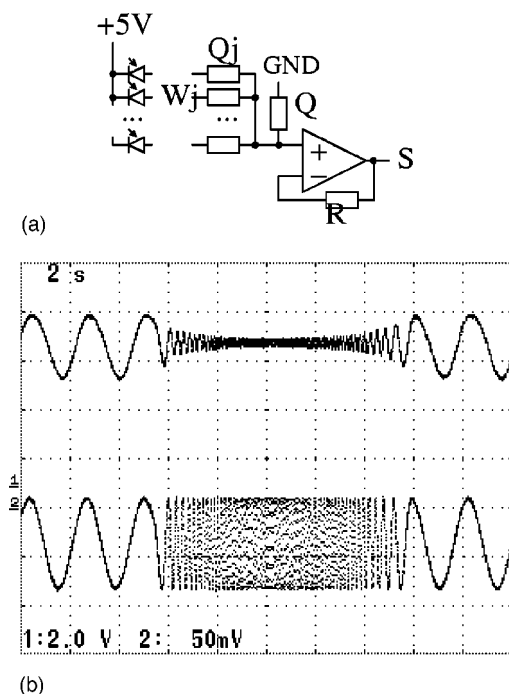 +5V
Qj
GND
Wj
Q
...
...
+
S
−
R
(a)
2 s
1:2.0 V 2: 50mV
(b)